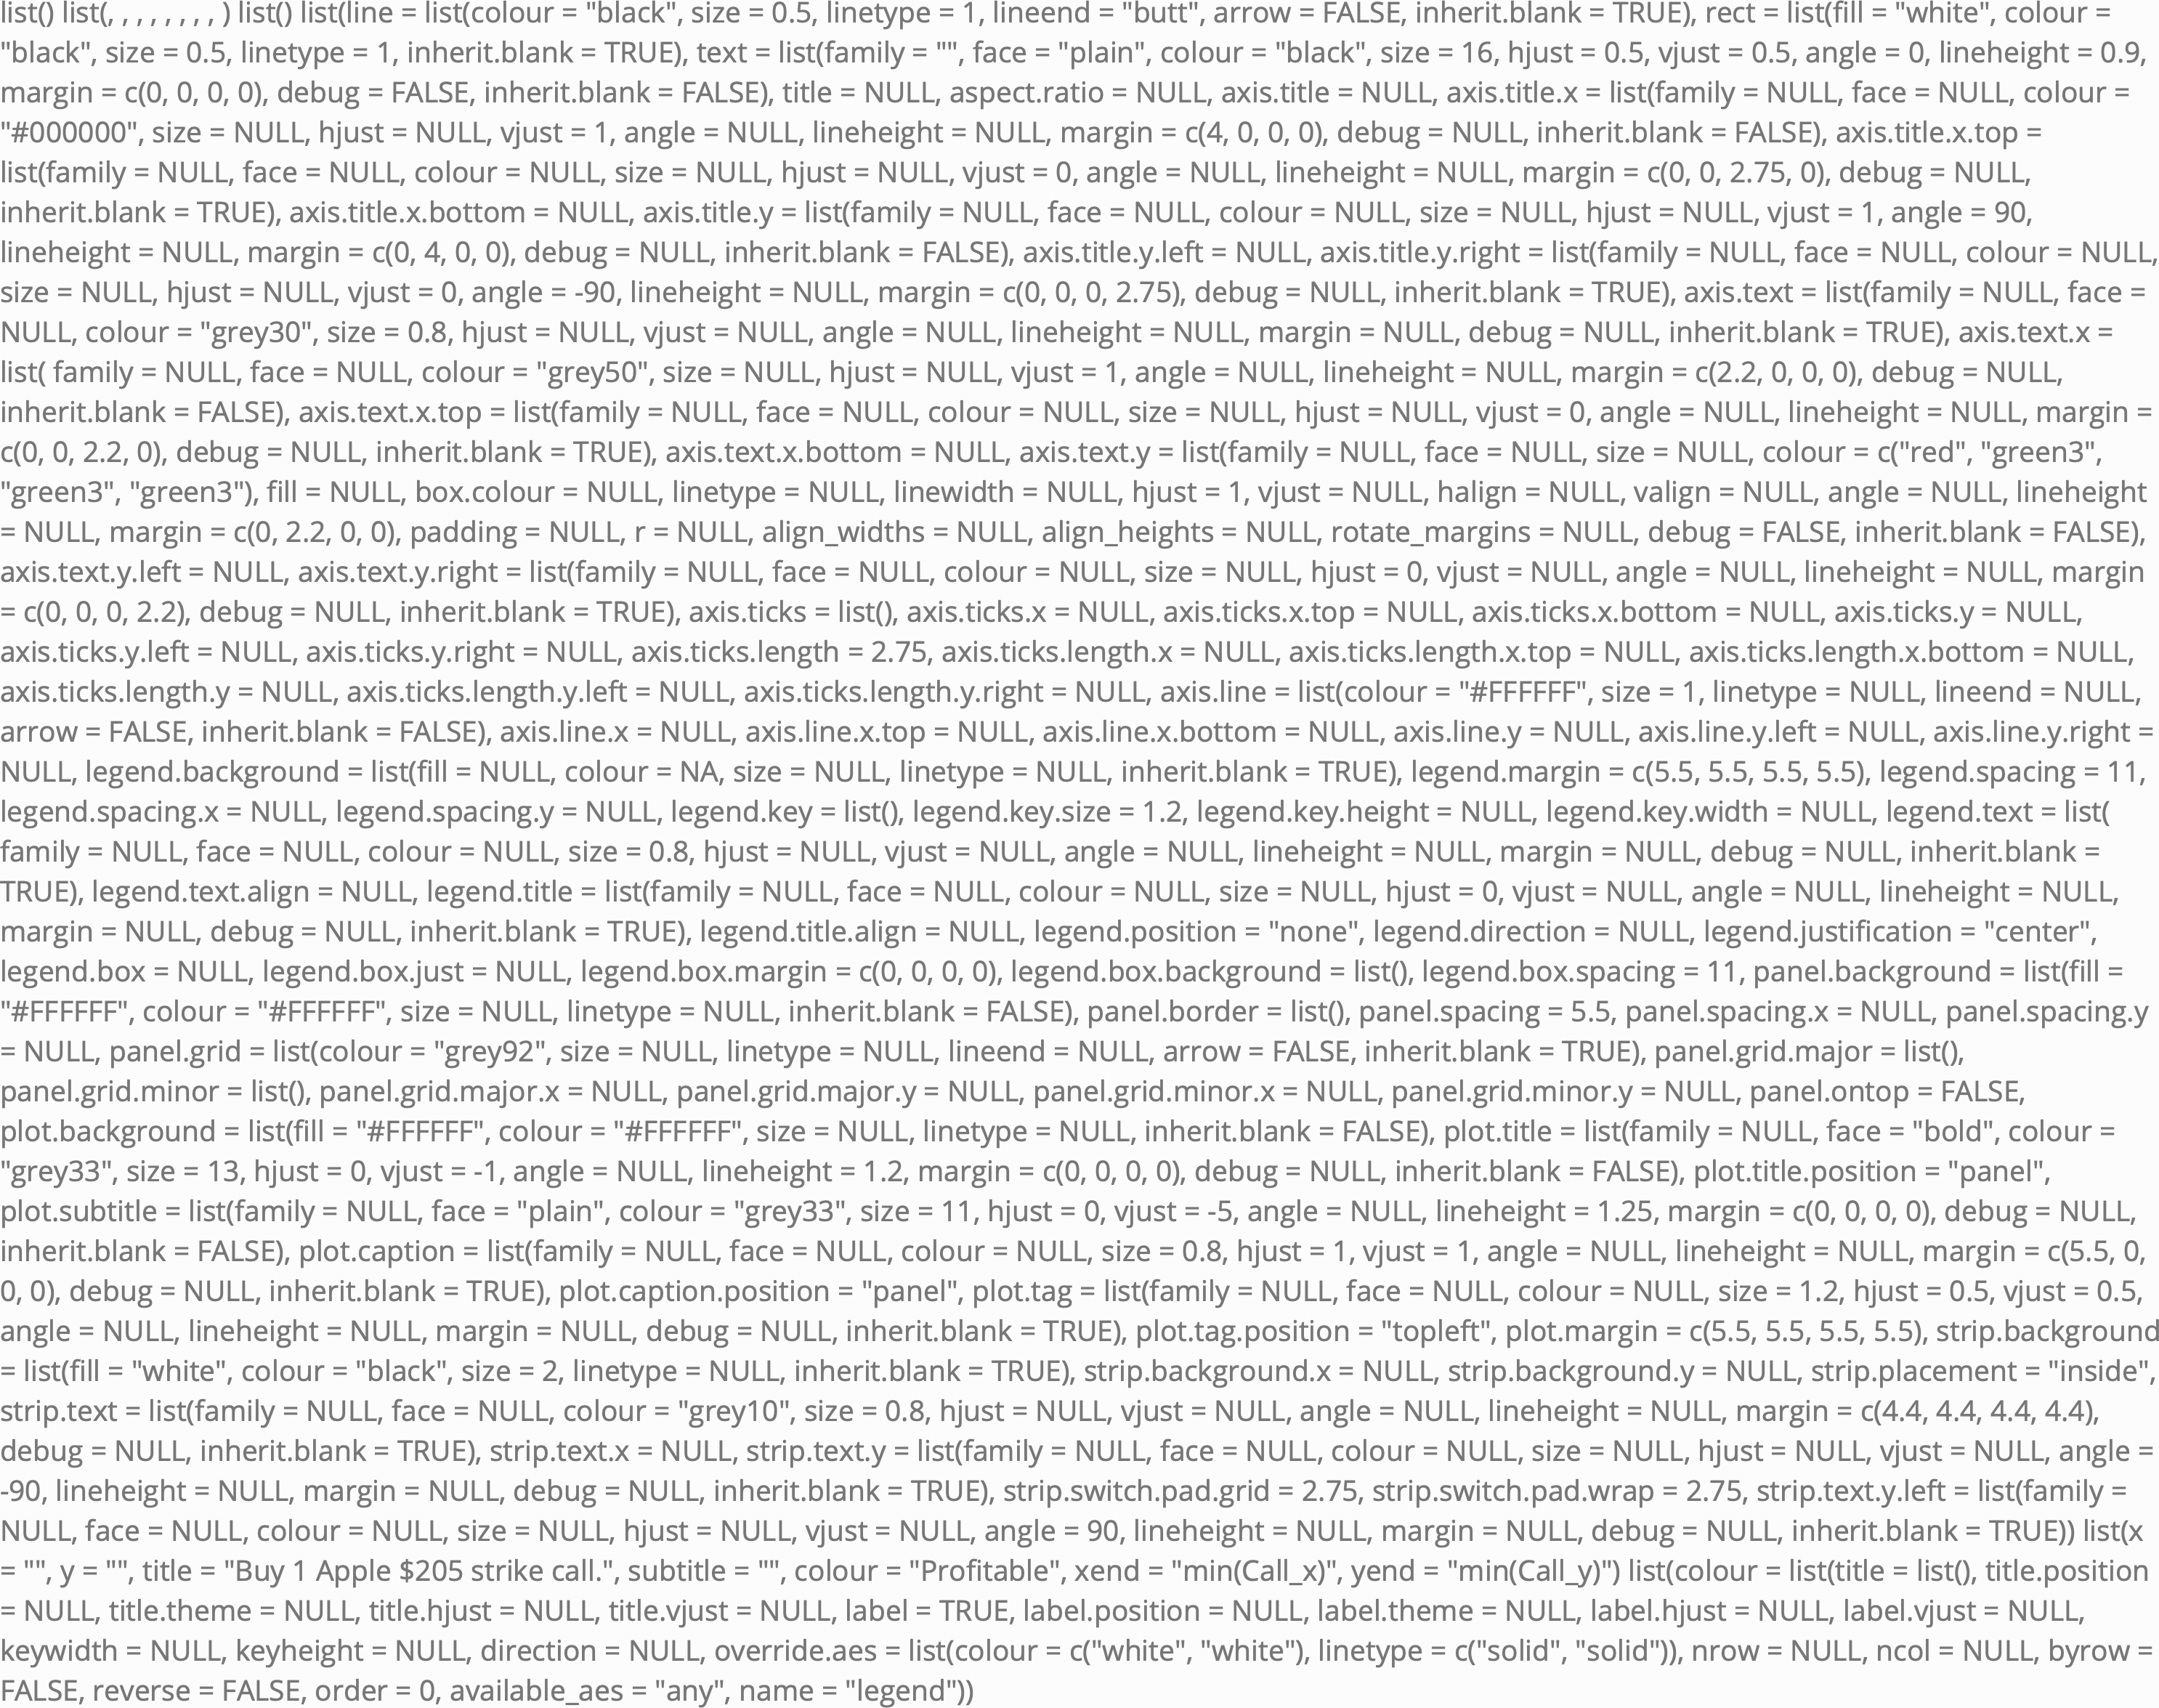 list() list(, , , , , , , , ) list() list(line = list(colour = "black", size = 0.5, linetype = 1, lineend = "butt", arrow = FALSE, inherit.blank = TRUE), rect = list(fill = "white", colour =
"black", size = 0.5, linetype = 1, inherit.blank = TRUE), text = list(family = "", face = "plain", colour = "black", size = 16, hjust = 0.5, vjust = 0.5, angle = 0, lineheight = 0.9,
margin = c(0, 0, 0, 0), debug = FALSE, inherit.blank = FALSE), title = NULL, aspect.ratio = NULL, axis.title = NULL, axis.title.x = list(family = NULL, face = NULL, colour =
"#000000", size = NULL, hjust = NULL, vjust = 1, angle = NULL, lineheight = NULL, margin = c(4, 0, 0, 0), debug = NULL, inherit.blank = FALSE), axis.title.x.top =
list(family = NULL, face = NULL, colour = NULL, size = NULL, hjust = NULL, vjust = 0, angle = NULL, lineheight = NULL, margin = c(0, 0, 2.75, 0), debug = NULL,
inherit.blank = TRUE), axis.title.x.bottom = NULL, axis.title.y = list(family = NULL, face = NULL, colour = NULL, size = NULL, hjust = NULL, vjust = 1, angle = 90,
lineheight = NULL, margin = c(0, 4, 0, 0), debug = NULL, inherit.blank = FALSE), axis.title.y.left = NULL, axis.title.y.right = list(family = NULL, face = NULL, colour = NULL,
size = NULL, hjust = NULL, vjust = 0, angle = -90, lineheight = NULL, margin = c(0, 0, 0, 2.75), debug = NULL, inherit.blank = TRUE), axis.text = list(family = NULL, face =
NULL, colour = "grey30", size = 0.8, hjust = NULL, vjust = NULL, angle = NULL, lineheight = NULL, margin = NULL, debug = NULL, inherit.blank = TRUE), axis.text.x =
list( family = NULL, face = NULL, colour = "grey50", size = NULL, hjust = NULL, vjust = 1, angle = NULL, lineheight = NULL, margin = c(2.2, 0, 0, 0), debug = NULL,
inherit.blank = FALSE), axis.text.x.top = list(family = NULL, face = NULL, colour = NULL, size = NULL, hjust = NULL, vjust = 0, angle = NULL, lineheight = NULL, margin =
c(0, 0, 2.2, 0), debug = NULL, inherit.blank = TRUE), axis.text.x.bottom = NULL, axis.text.y = list(family = NULL, face = NULL, size = NULL, colour = c("red", "green3",
"green3", "green3"), fill = NULL, box.colour = NULL, linetype = NULL, linewidth = NULL, hjust = 1, vjust = NULL, halign = NULL, valign = NULL, angle = NULL, lineheight
= NULL, margin = c(0, 2.2, 0, 0), padding = NULL, r = NULL, align_widths = NULL, align_heights = NULL, rotate_margins = NULL, debug = FALSE, inherit.blank = FALSE),
axis.text.y.left = NULL, axis.text.y.right = list(family = NULL, face = NULL, colour = NULL, size = NULL, hjust = 0, vjust = NULL, angle = NULL, lineheight = NULL, margin
= c(0, 0, 0, 2.2), debug = NULL, inherit.blank = TRUE), axis.ticks = list(), axis.ticks.x = NULL, axis.ticks.x.top = NULL, axis.ticks.x.bottom = NULL, axis.ticks.y = NULL,
axis.ticks.y.left = NULL, axis.ticks.y.right = NULL, axis.ticks.length = 2.75, axis.ticks.length.x = NULL, axis.ticks.length.x.top = NULL, axis.ticks.length.x.bottom = NULL,
axis.ticks.length.y = NULL, axis.ticks.length.y.left = NULL, axis.ticks.length.y.right = NULL, axis.line = list(colour = "#FFFFFF", size = 1, linetype = NULL, lineend = NULL,
arrow = FALSE, inherit.blank = FALSE), axis.line.x = NULL, axis.line.x.top = NULL, axis.line.x.bottom = NULL, axis.line.y = NULL, axis.line.y.left = NULL, axis.line.y.right =
NULL, legend.background = list(fill = NULL, colour = NA, size = NULL, linetype = NULL, inherit.blank = TRUE), legend.margin = c(5.5, 5.5, 5.5, 5.5), legend.spacing = 11,
legend.spacing.x = NULL, legend.spacing.y = NULL, legend.key = list(), legend.key.size = 1.2, legend.key.height = NULL, legend.key.width = NULL, legend.text = list(
family = NULL, face = NULL, colour = NULL, size = 0.8, hjust = NULL, vjust = NULL, angle = NULL, lineheight = NULL, margin = NULL, debug = NULL, inherit.blank =
TRUE), legend.text.align = NULL, legend.title = list(family = NULL, face = NULL, colour = NULL, size = NULL, hjust = 0, vjust = NULL, angle = NULL, lineheight = NULL,
margin = NULL, debug = NULL, inherit.blank = TRUE), legend.title.align = NULL, legend.position = "none", legend.direction = NULL, legend.justification = "center",
legend.box = NULL, legend.box.just = NULL, legend.box.margin = c(0, 0, 0, 0), legend.box.background = list(), legend.box.spacing = 11, panel.background = list(fill =
"#FFFFFF", colour = "#FFFFFF", size = NULL, linetype = NULL, inherit.blank = FALSE), panel.border = list(), panel.spacing = 5.5, panel.spacing.x = NULL, panel.spacing.y
= NULL, panel.grid = list(colour = "grey92", size = NULL, linetype = NULL, lineend = NULL, arrow = FALSE, inherit.blank = TRUE), panel.grid.major = list(),
panel.grid.minor = list(), panel.grid.major.x = NULL, panel.grid.major.y = NULL, panel.grid.minor.x = NULL, panel.grid.minor.y = NULL, panel.ontop = FALSE,
plot.background = list(fill = "#FFFFFF", colour = "#FFFFFF", size = NULL, linetype = NULL, inherit.blank = FALSE), plot.title = list(family = NULL, face = "bold", colour =
"grey33", size = 13, hjust = 0, vjust = -1, angle = NULL, lineheight = 1.2, margin = c(0, 0, 0, 0), debug = NULL, inherit.blank = FALSE), plot.title.position = "panel",
plot.subtitle = list(family = NULL, face = "plain", colour = "grey33", size = 11, hjust = 0, vjust = -5, angle = NULL, lineheight = 1.25, margin = c(0, 0, 0, 0), debug = NULL,
inherit.blank = FALSE), plot.caption = list(family = NULL, face = NULL, colour = NULL, size = 0.8, hjust = 1, vjust = 1, angle = NULL, lineheight = NULL, margin = c(5.5, 0,
0, 0), debug = NULL, inherit.blank = TRUE), plot.caption.position = "panel", plot.tag = list(family = NULL, face = NULL, colour = NULL, size = 1.2, hjust = 0.5, vjust = 0.5,
angle = NULL, lineheight = NULL, margin = NULL, debug = NULL, inherit.blank = TRUE), plot.tag.position = "topleft", plot.margin = c(5.5, 5.5, 5.5, 5.5), strip.background
= list(fill = "white", colour = "black", size = 2, linetype = NULL, inherit.blank = TRUE), strip.background.x = NULL, strip.background.y = NULL, strip.placement = "inside",
strip.text = list(family = NULL, face = NULL, colour = "grey10", size = 0.8, hjust = NULL, vjust = NULL, angle = NULL, lineheight = NULL, margin = c(4.4, 4.4, 4.4, 4.4),
debug = NULL, inherit.blank = TRUE), strip.text.x = NULL, strip.text.y = list(family = NULL, face = NULL, colour = NULL, size = NULL, hjust = NULL, vjust = NULL, angle =
-90, lineheight = NULL, margin = NULL, debug = NULL, inherit.blank = TRUE), strip.switch.pad.grid = 2.75, strip.switch.pad.wrap = 2.75, strip.text.y.left = list(family =
NULL, face = NULL, colour = NULL, size = NULL, hjust = NULL, vjust = NULL, angle = 90, lineheight = NULL, margin = NULL, debug = NULL, inherit.blank = TRUE)) list(x
= "", y = "", title = "Buy 1 Apple $205 strike call.", subtitle = "", colour = "Profitable", xend = "min(Call_x)", yend = "min(Call_y)") list(colour = list(title = list(), title.position
= NULL, title.theme = NULL, title.hjust = NULL, title.vjust = NULL, label = TRUE, label.position = NULL, label.theme = NULL, label.hjust = NULL, label.vjust = NULL,
keywidth = NULL, keyheight = NULL, direction = NULL, override.aes = list(colour = c("white", "white"), linetype = c("solid", "solid")), nrow = NULL, ncol = NULL, byrow =
FALSE, reverse = FALSE, order = 0, available_aes = "any", name = "legend"))